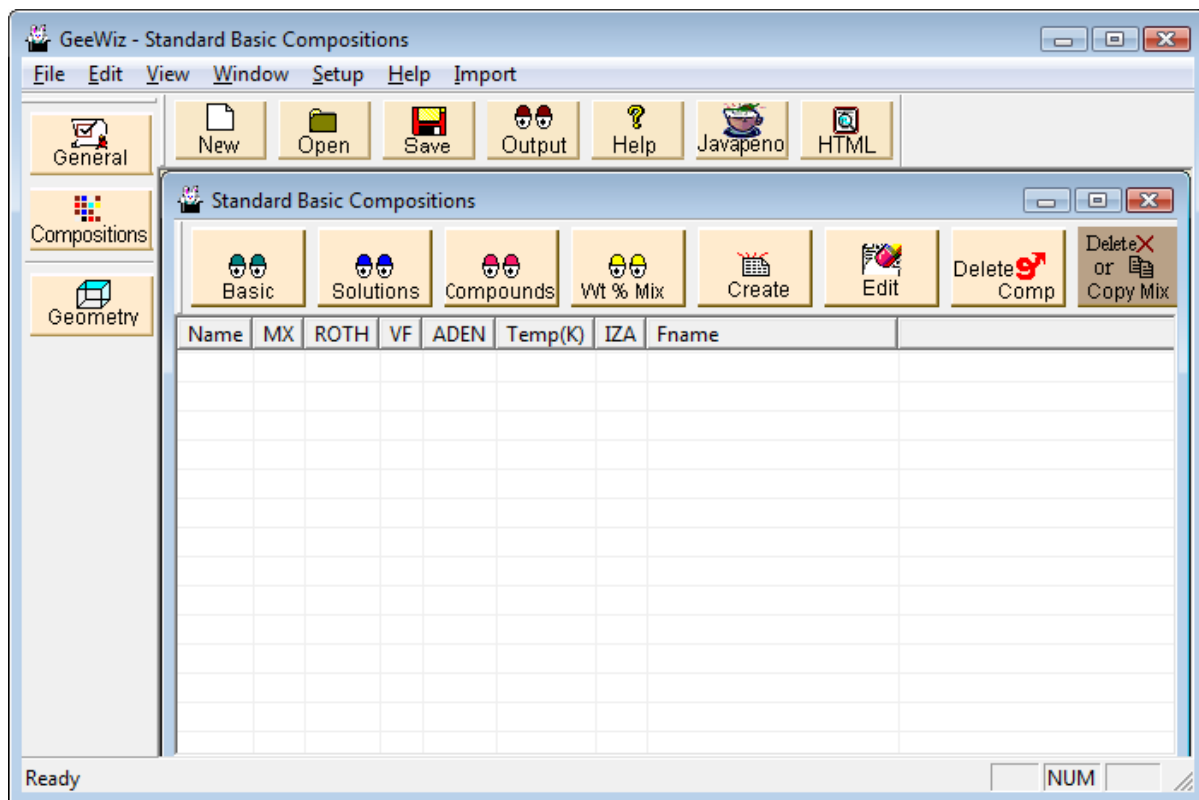 GeeWiz - Standard Basic Compositions
File Edit View Window Setup Help Import
General
New Open Save Output Help Javapeno HTML
Compositions
Geometry
Standard Basic Compositions
Basic Solutions Compounds Wt % Mix Create Edit Delete Comp Delete or Copy Mix
Name MX ROTH VF ADEN Temp(K) IZA Fname
Ready NUM